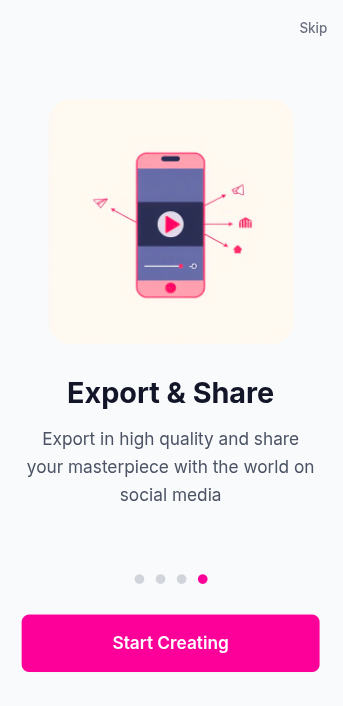 Skip
Export & Share
Export in high quality and share
your masterpiece with the world on
social media
Start Creating